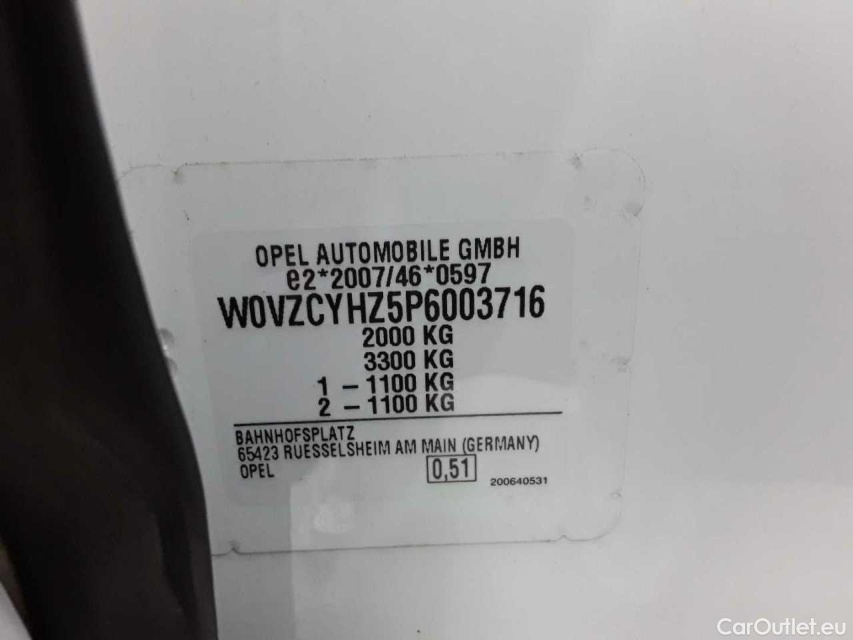 OPEL AUTOMOBILE GMBH
e2*2007/46*0597
W0VZCYHZ5P6003716
2000 KG
3300 KG
1 – 1100 KG
2 – 1100 KG
BAHNHOFSPLATZ
65423 RUESSELSHEIM AM MAIN (GERMANY)
OPEL
0,51
200640531
CarOutlet.eu